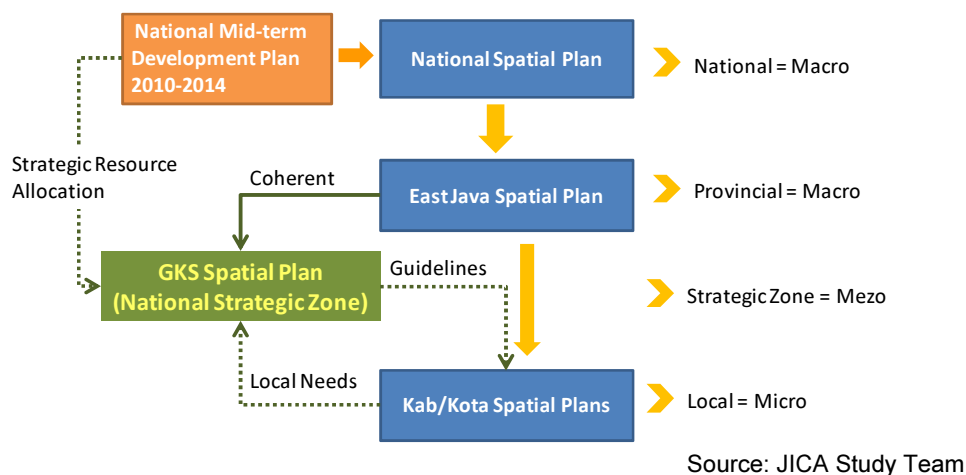 National Mid-term
Development Plan
2010-2014
National Spatial Plan
National = Macro
Strategic Resource
Allocation
Coherent
East Java Spatial Plan
Provincial = Macro
GKS Spatial Plan
(National Strategic Zone)
Guidelines
Strategic Zone = Mezo
Local Needs
Kab/Kota Spatial Plans
Local = Micro
Source: JICA Study Team